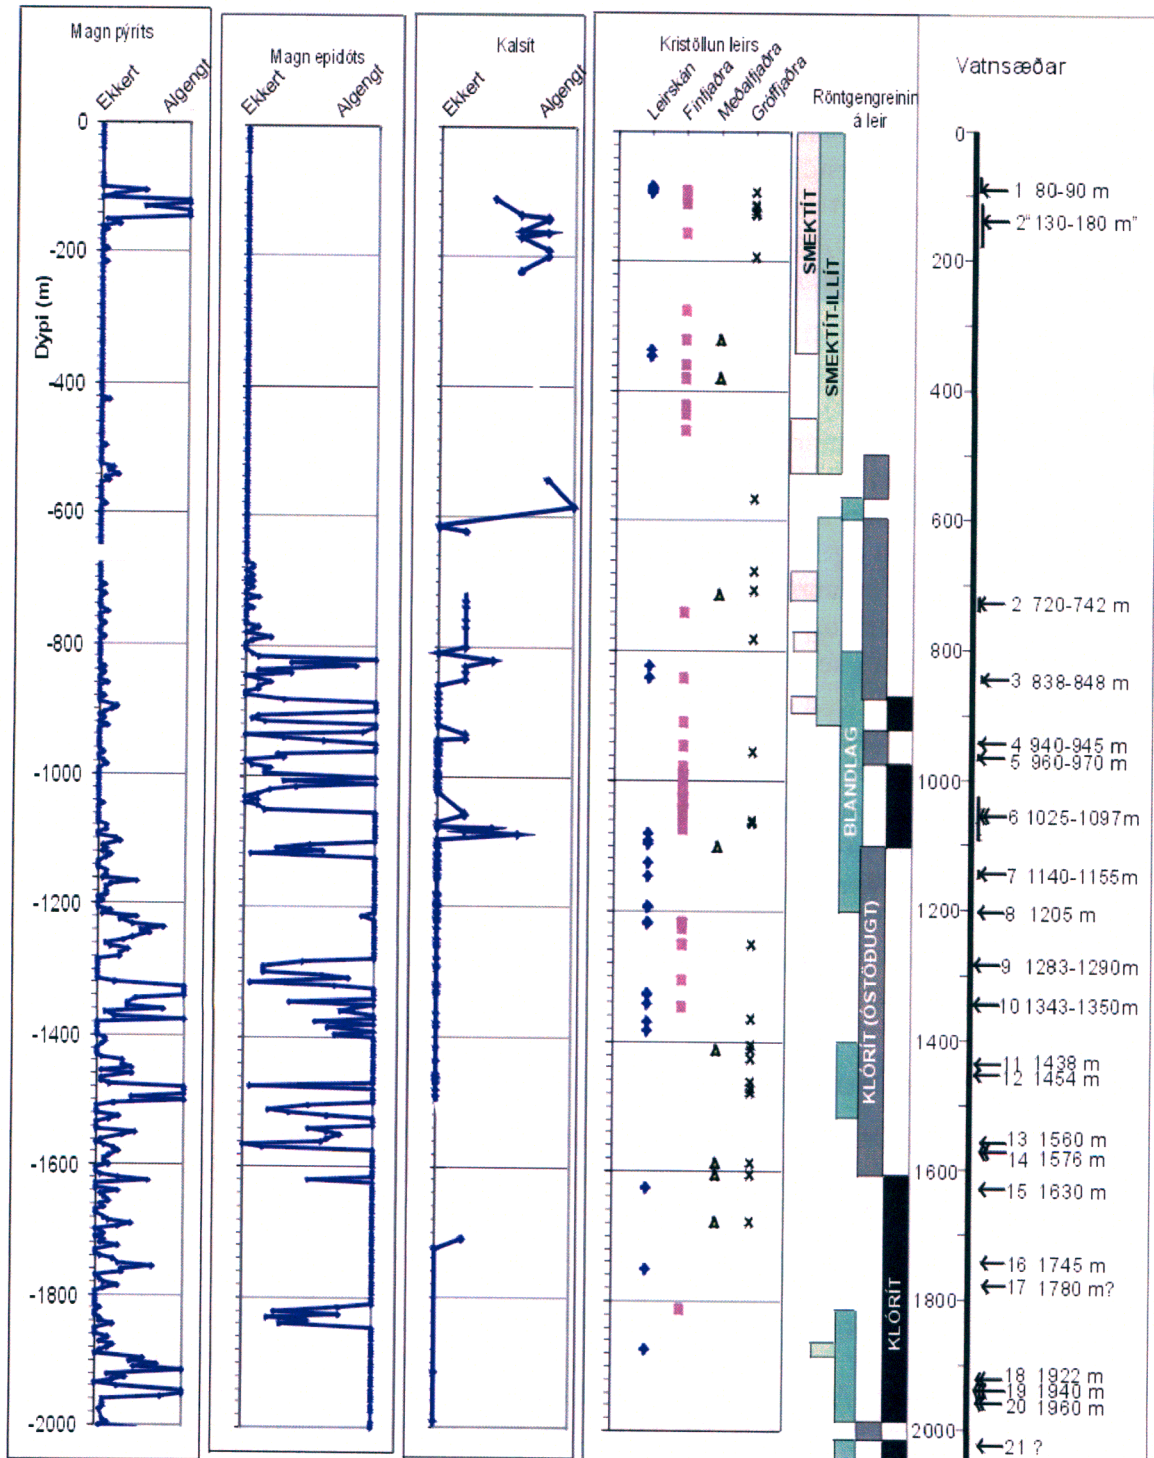 Magn pýríts
Ekkert
Algengt
Magn epidóts
Ekkert
Algengt
Kalsít
Ekkert
Algengt
Kristöllun leirs
Leirskán
Fínfjaðra
Meðalfjaðra
Gróffjaðra
Röntgengreinin
á leir
Vatnsæðar
Dýpi (m)
0
-200
-400
-600
-800
-1000
-1200
-1400
-1600
-1800
-2000
SMEKTÍT
SMEKTÍT-ILLÍT
BLANDLAG
KLÓRÍT (ÓSTÖÐUGT)
KLÓRÍT
0
200
400
600
800
1000
1200
1400
1600
1800
2000
1 80-90 m
2“ 130-180 m”
2 720-742 m
3 838-848 m
4 940-945 m
5 960-970 m
6 1025-1097m
7 1140-1155m
8 1205 m
9 1283-1290m
10 1343-1350m
11 1438 m
12 1454 m
13 1560 m
14 1576 m
15 1630 m
16 1745 m
17 1780 m?
18 1922 m
19 1940 m
20 1960 m
21 ?